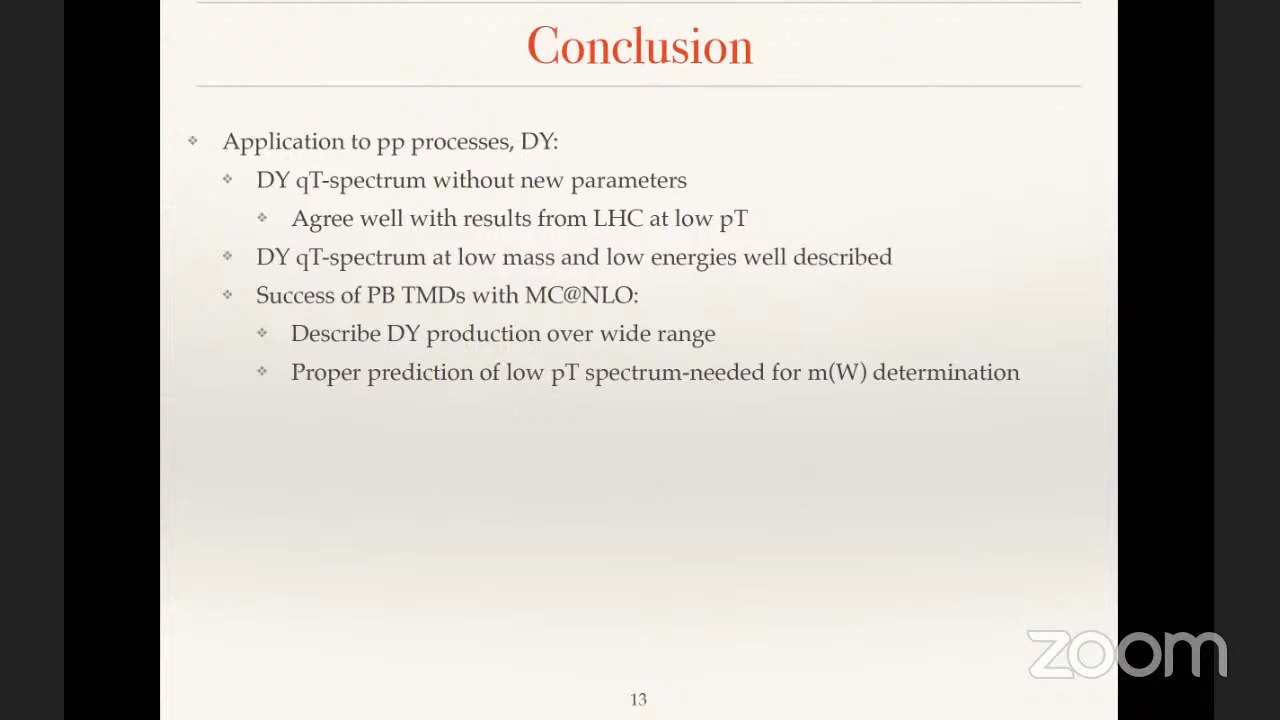 Conclusion
Application to pp processes, DY:
DY qT-spectrum without new parameters
Agree well with results from LHC at low pT
DY qT-spectrum at low mass and low energies well described
Success of PB TMDs with MC@NLO:
Describe DY production over wide range
Proper prediction of low pT spectrum-needed for m(W) determination
zoom
13